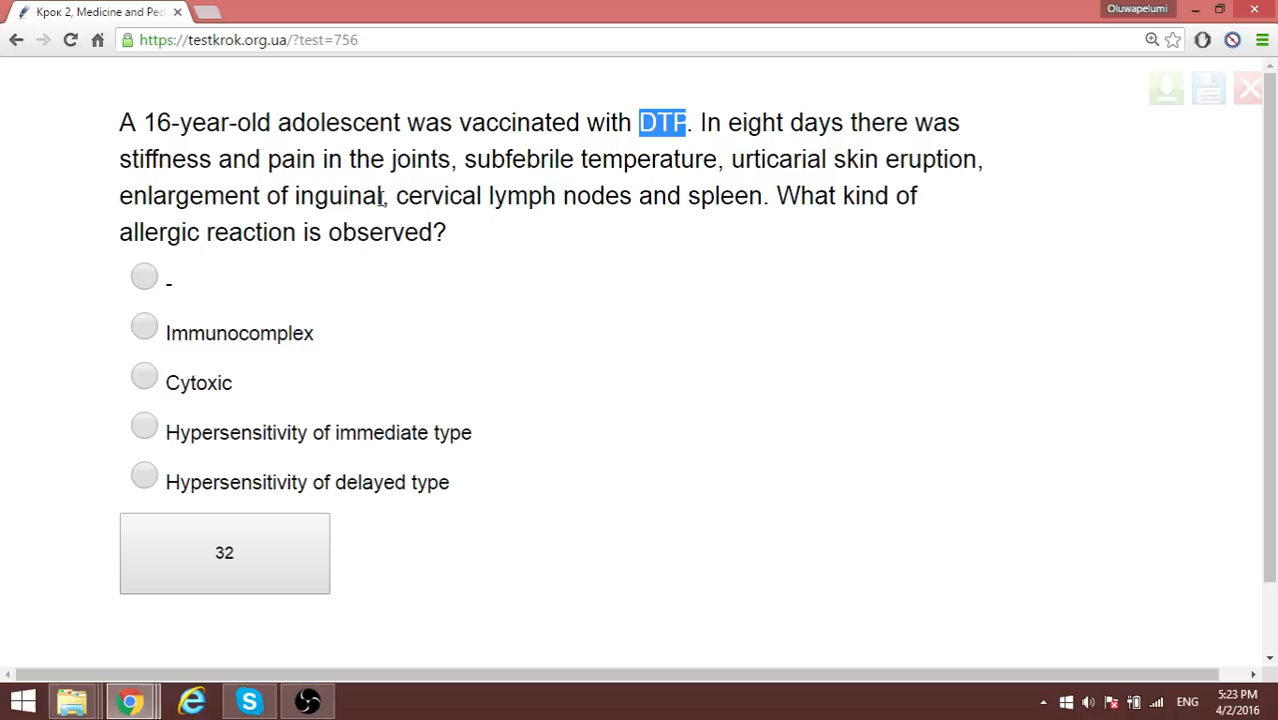 Крок 2, Medicine and Ped
Oluwapelumi
https://testkrok.org.ua/?test=756
A 16-year-old adolescent was vaccinated with DTP. In eight days there was
stiffness and pain in the joints, subfebrile temperature, urticarial skin eruption,
enlargement of inguinal, cervical lymph nodes and spleen. What kind of
allergic reaction is observed?
-
Immunocomplex
Cytoxic
Hypersensitivity of immediate type
Hypersensitivity of delayed type
32
ENG
5:23 PM
4/2/2016